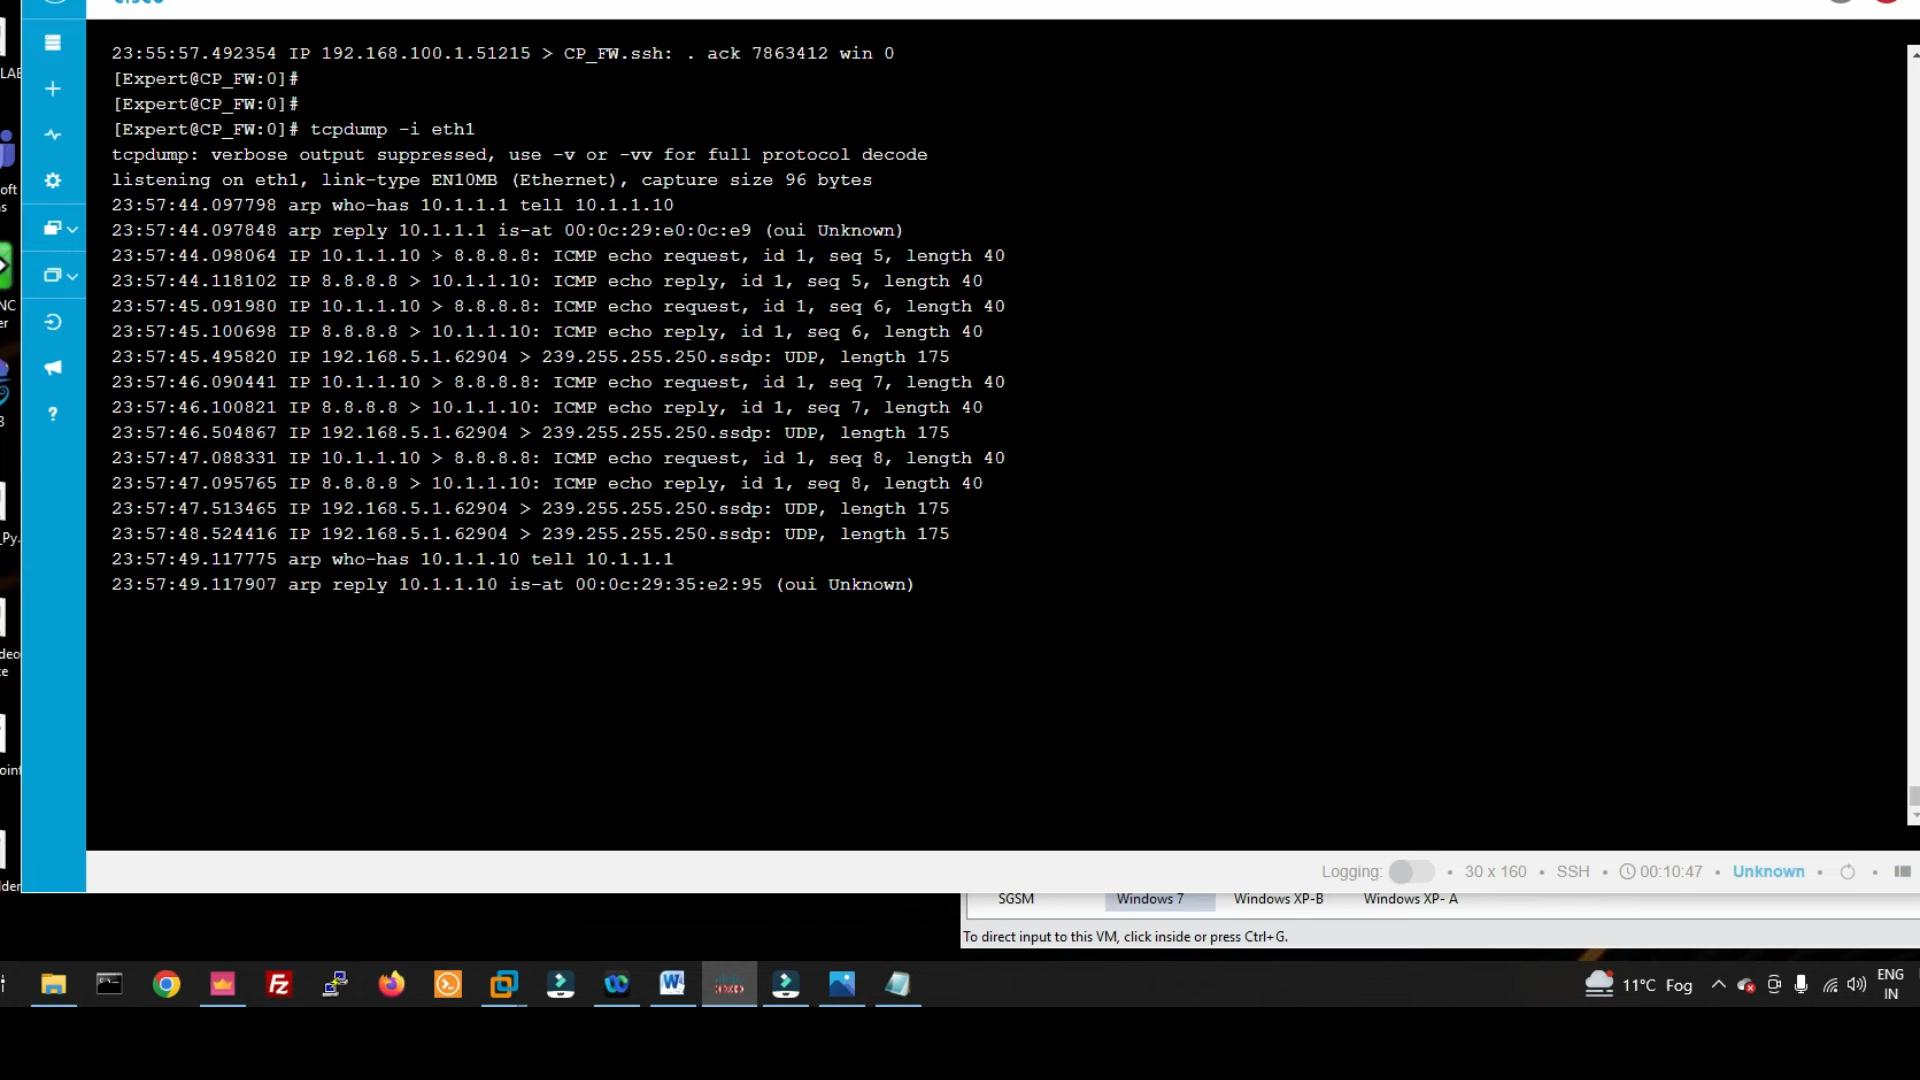 23:55:57.492354 IP 192.168.100.1.51215 > CP_FW.ssh: . ack 7863412 win 0
[Expert@CP_FW:0]#
[Expert@CP_FW:0]#
[Expert@CP_FW:0]# tcpdump -i eth1
tcpdump: verbose output suppressed, use -v or -vv for full protocol decode
listening on eth1, link-type EN10MB (Ethernet), capture size 96 bytes
23:57:44.097798 arp who-has 10.1.1.1 tell 10.1.1.10
23:57:44.097848 arp reply 10.1.1.1 is-at 00:0c:29:e0:0c:e9 (oui Unknown)
23:57:44.098064 IP 10.1.1.10 > 8.8.8.8: ICMP echo request, id 1, seq 5, length 40
23:57:44.118102 IP 8.8.8.8 > 10.1.1.10: ICMP echo reply, id 1, seq 5, length 40
23:57:45.091980 IP 10.1.1.10 > 8.8.8.8: ICMP echo request, id 1, seq 6, length 40
23:57:45.100698 IP 8.8.8.8 > 10.1.1.10: ICMP echo reply, id 1, seq 6, length 40
23:57:45.495820 IP 192.168.5.1.62904 > 239.255.255.250.ssdp: UDP, length 175
23:57:46.090441 IP 10.1.1.10 > 8.8.8.8: ICMP echo request, id 1, seq 7, length 40
23:57:46.100821 IP 8.8.8.8 > 10.1.1.10: ICMP echo reply, id 1, seq 7, length 40
23:57:46.504867 IP 192.168.5.1.62904 > 239.255.255.250.ssdp: UDP, length 175
23:57:47.088331 IP 10.1.1.10 > 8.8.8.8: ICMP echo request, id 1, seq 8, length 40
23:57:47.095765 IP 8.8.8.8 > 10.1.1.10: ICMP echo reply, id 1, seq 8, length 40
23:57:47.513465 IP 192.168.5.1.62904 > 239.255.255.250.ssdp: UDP, length 175
23:57:48.524416 IP 192.168.5.1.62904 > 239.255.255.250.ssdp: UDP, length 175
23:57:49.117775 arp who-has 10.1.1.10 tell 10.1.1.1
23:57:49.117907 arp reply 10.1.1.10 is-at 00:0c:29:35:e2:95 (oui Unknown)
Logging: • 30 x 160 • SSH • 00:10:47 • Unknown • •
SGSM Windows 7 Windows XP-B Windows XP- A
To direct input to this VM, click inside or press Ctrl+G.
11°C Fog
ENG
IN